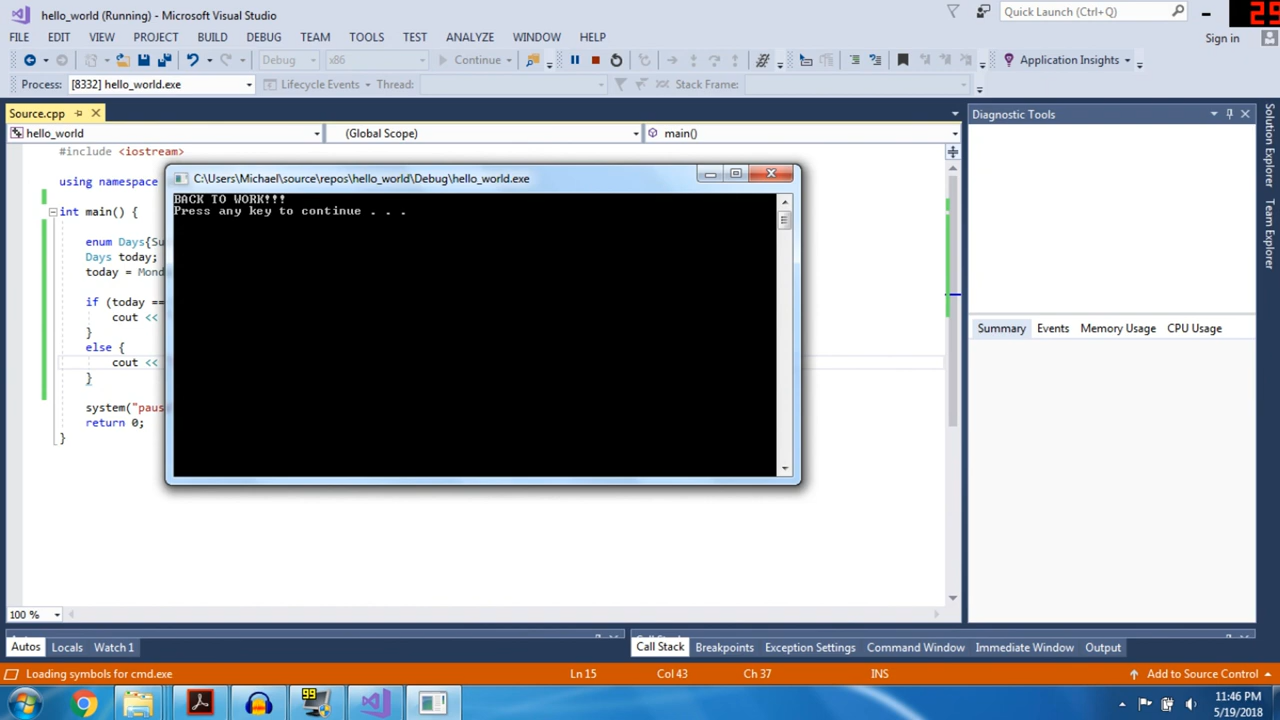 hello_world (Running) - Microsoft Visual Studio
Quick Launch (Ctrl+Q)
FILE EDIT VIEW PROJECT BUILD DEBUG TEAM TOOLS TEST ANALYZE WINDOW HELP
Sign in
Debug x86 Continue Application Insights
Process: [8332] hello_world.exe Lifecycle Events Thread: Stack Frame:
Source.cpp
Diagnostic Tools
hello_world (Global Scope) main()
#include <iostream>
using namespace
int main() {
enum Days{Su
Days today;
today = Mond
if (today ==
cout <<
}
else {
cout <<
}
system("paus
return 0;
}
C:\Users\Michael\source\repos\hello_world\Debug\hello_world.exe
BACK TO WORK!!!
Press any key to continue . . .
Summary Events Memory Usage CPU Usage
Solution Explorer
Team Explorer
100 %
Autos Locals Watch 1
Call Stack Breakpoints Exception Settings Command Window Immediate Window Output
Loading symbols for cmd.exe Ln 15 Col 43 Ch 37 INS Add to Source Control
99
11:46 PM
5/19/2018